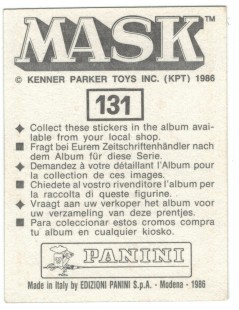 MASK™
© KENNER PARKER TOYS INC. (KPT) 1986
131
Collect these stickers in the album avai-
lable from your local shop.
Fragt bei Eurem Zeitschriftenhändler nach
dem Album für diese Serie.
Demandez à votre détaillant l'Album pour
la collection de ces images.
Chiedete al vostro rivenditore l'album per
la raccolta di queste figurine.
Vraagt aan uw verkoper het album voor
uw verzameling van deze prentjes.
Para coleccionar estos cromos compra
tu album en cualquier kiosko.
PANINI
Made in Italy by EDIZIONI PANINI S.p.A. - Modena - 1986